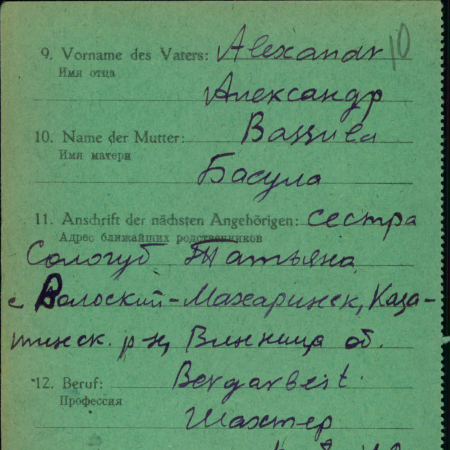 10
9. Vorname des Vaters: Alexandr
Имя отца
Александр
10. Name der Mutter: Bassula
Имя матери
Басула
11. Anschrift der nächsten Angehörigen: сестра
Адрес ближайших родственников
Сологуб Татьяна
с Волоский-Махаринск, Каза-
тинск. р-н, Винница об.
12. Beruf: Bergarbeit.
Профессия
Шахтер